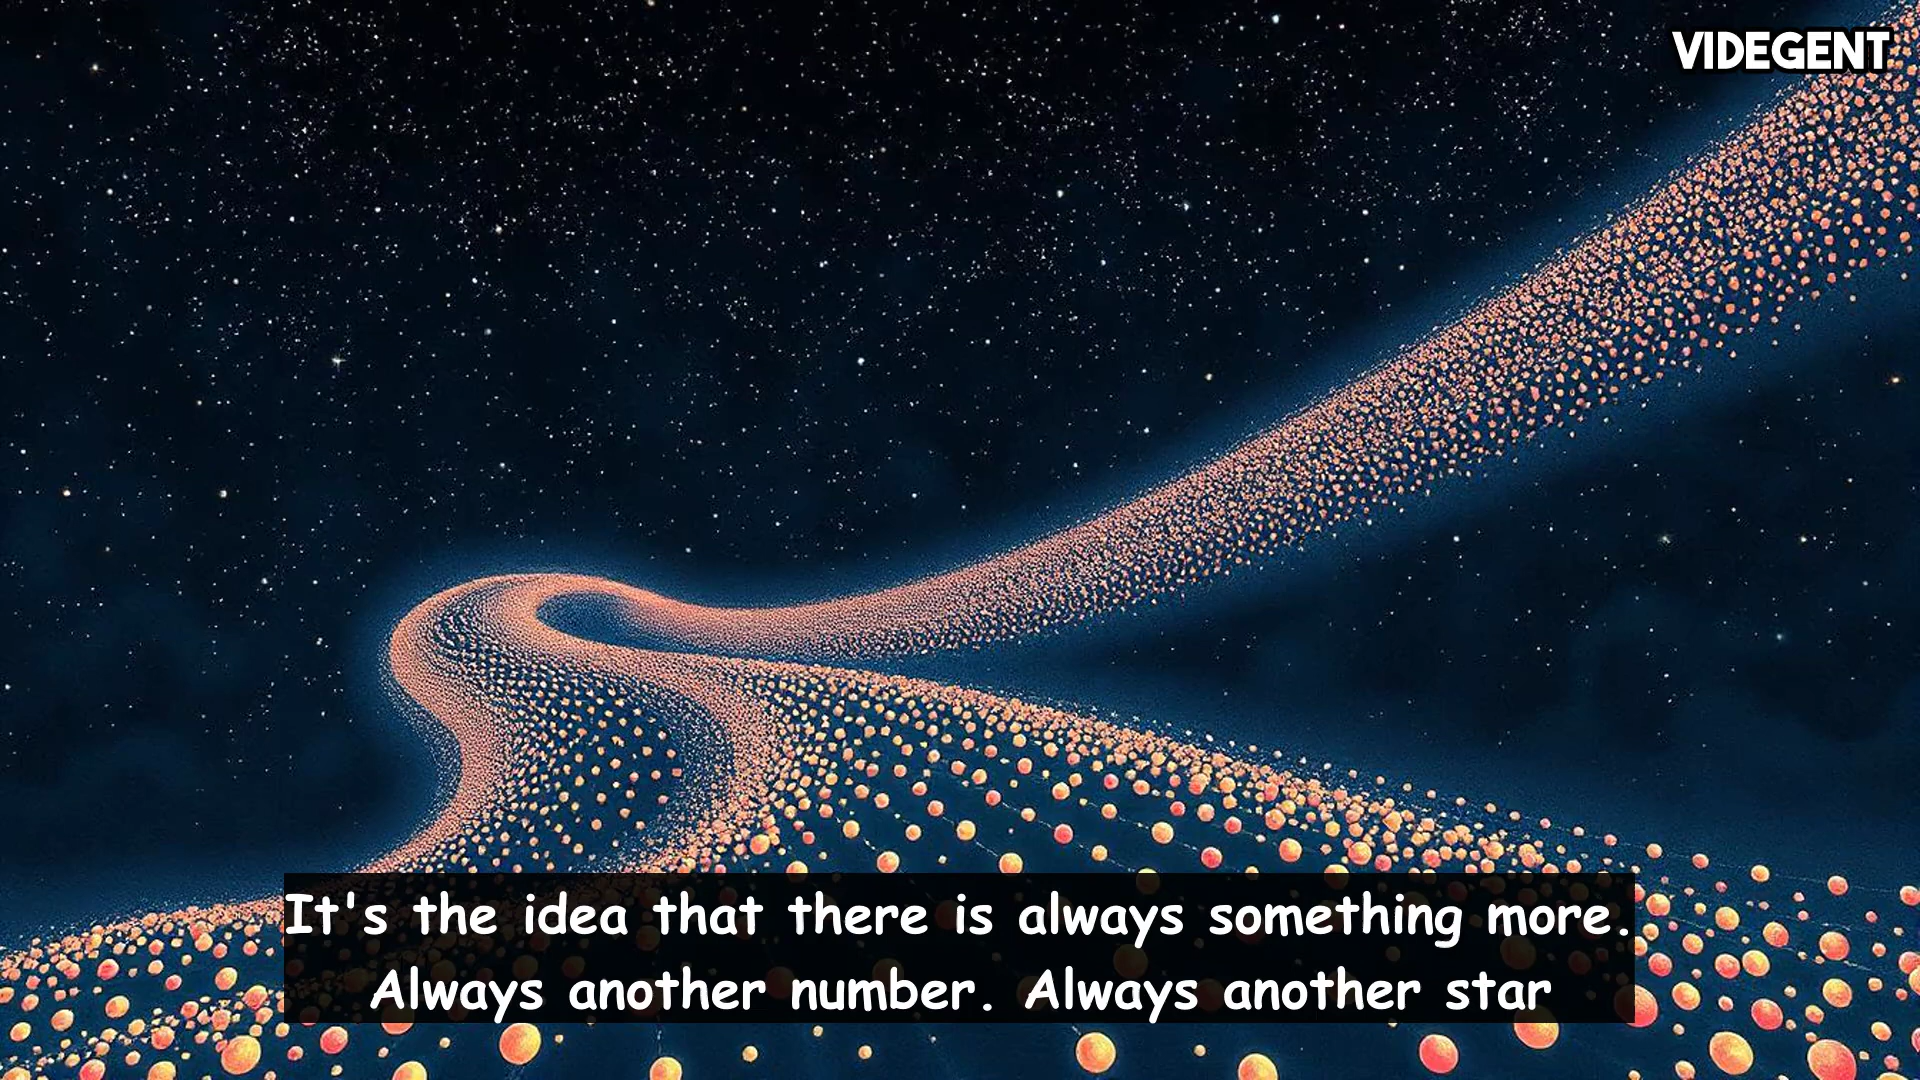 VIDEGENT
It's the idea that there is always something more.
Always another number. Always another star